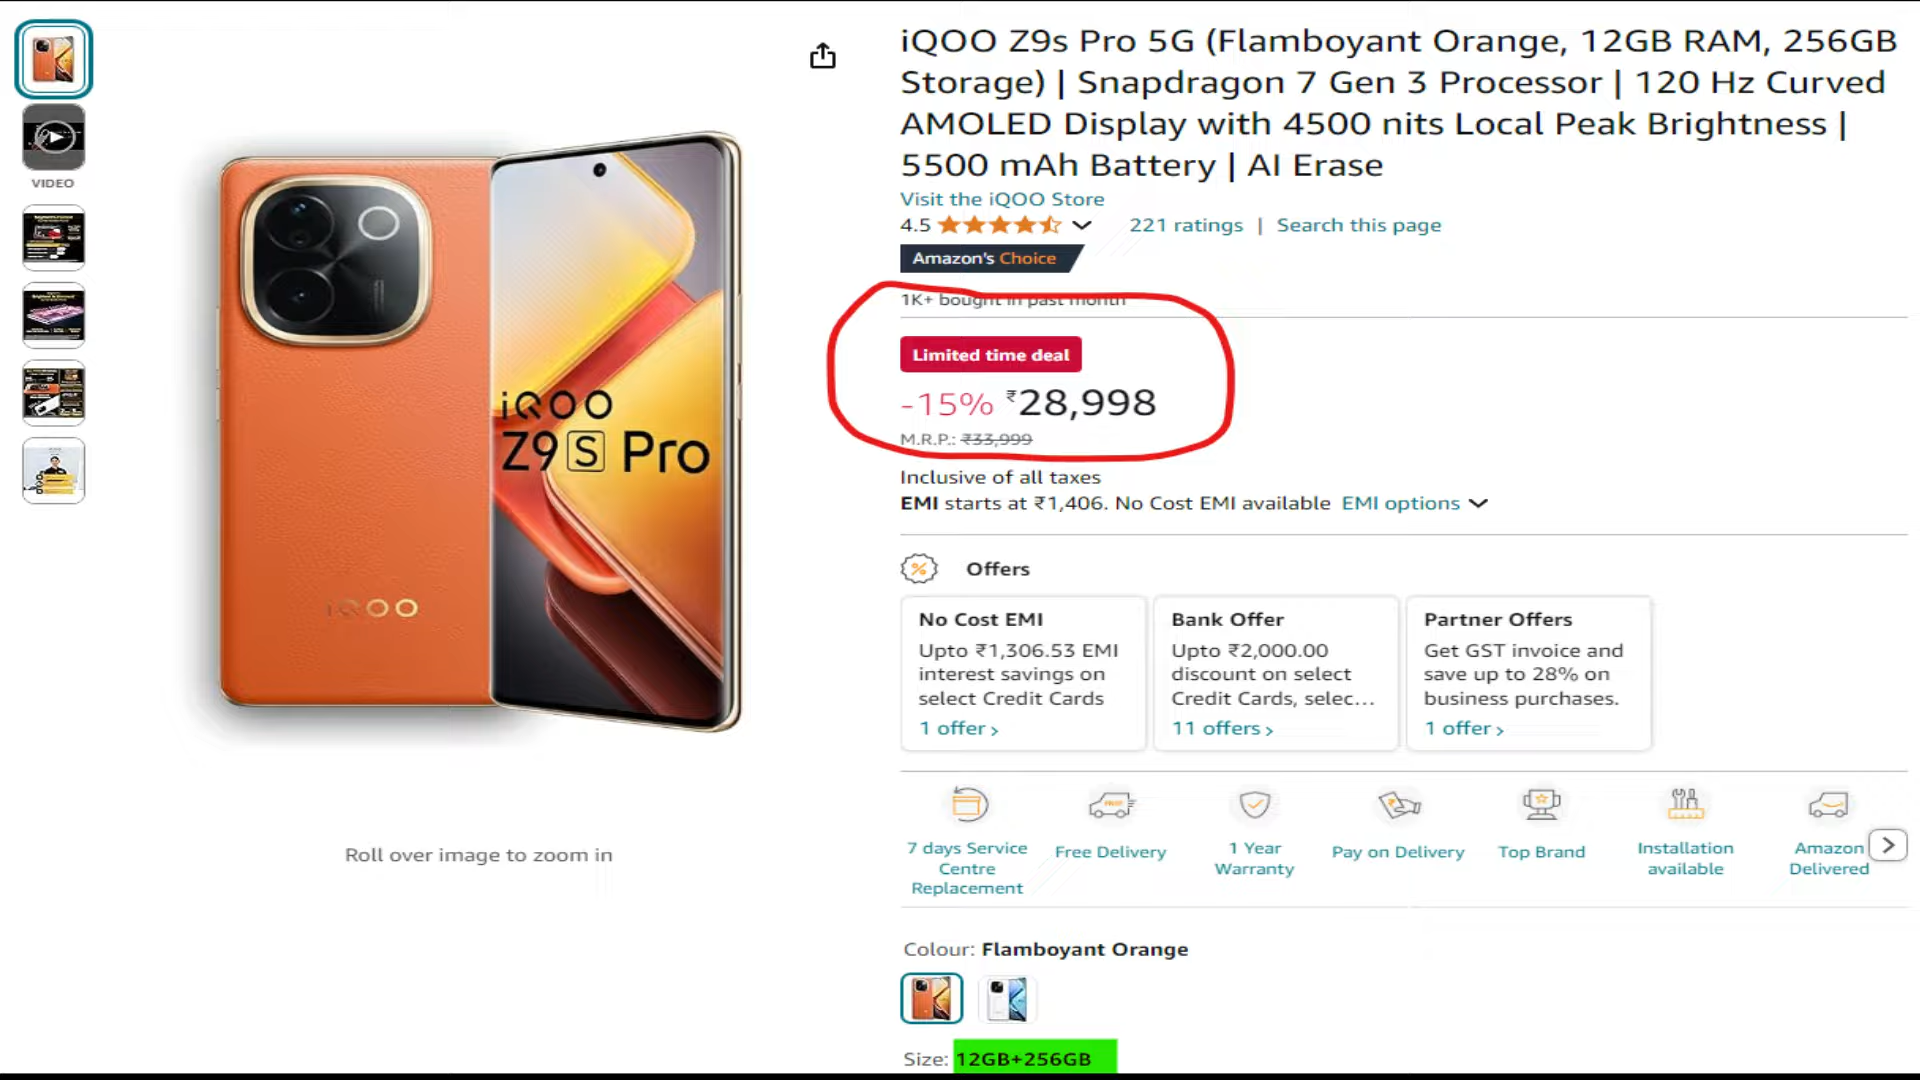 iQOO Z9s Pro 5G (Flamboyant Orange, 12GB RAM, 256GB
Storage) | Snapdragon 7 Gen 3 Processor | 120 Hz Curved
AMOLED Display with 4500 nits Local Peak Brightness |
5500 mAh Battery | AI Erase
Visit the iQOO Store
4.5
221 ratings | Search this page
Amazon's Choice
1K+ bought in past month
Limited time deal
-15% ₹28,998
M.R.P.: ₹33,999
Inclusive of all taxes
EMI starts at ₹1,406. No Cost EMI available EMI options
VIDEO
iQOO
Z9S Pro
iQOO
Roll over image to zoom in
Offers
No Cost EMI
Upto ₹1,306.53 EMI
interest savings on
select Credit Cards
1 offer ›
Bank Offer
Upto ₹2,000.00
discount on select
Credit Cards, selec...
11 offers ›
Partner Offers
Get GST invoice and
save up to 28% on
business purchases.
1 offer ›
7 days Service
Centre
Replacement
Free Delivery
1 Year
Warranty
Pay on Delivery
Top Brand
Installation
available
Amazon
Delivered
Colour: Flamboyant Orange
Size: 12GB+256GB